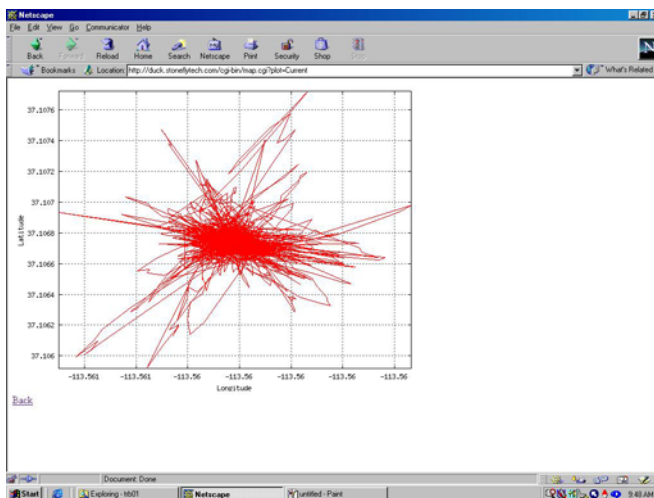 Netscape
File Edit View Go Communicator Help
Back Forward Reload Home Search Netscape Print Security Shop Stop
Bookmarks Location: http://duck.stoneflytech.com/cgi-bin/map.cgi?plot=Current What's Related
37.1076
37.1074
37.1072
37.107
37.1068
37.1066
37.1064
37.1062
37.106
Latitude
-113.561 -113.561 -113.56 -113.56 -113.56 -113.56 -113.56
Longitude
Back
Document: Done
Start Exploring - trb01 Netscape untitled - Paint 9:48 AM